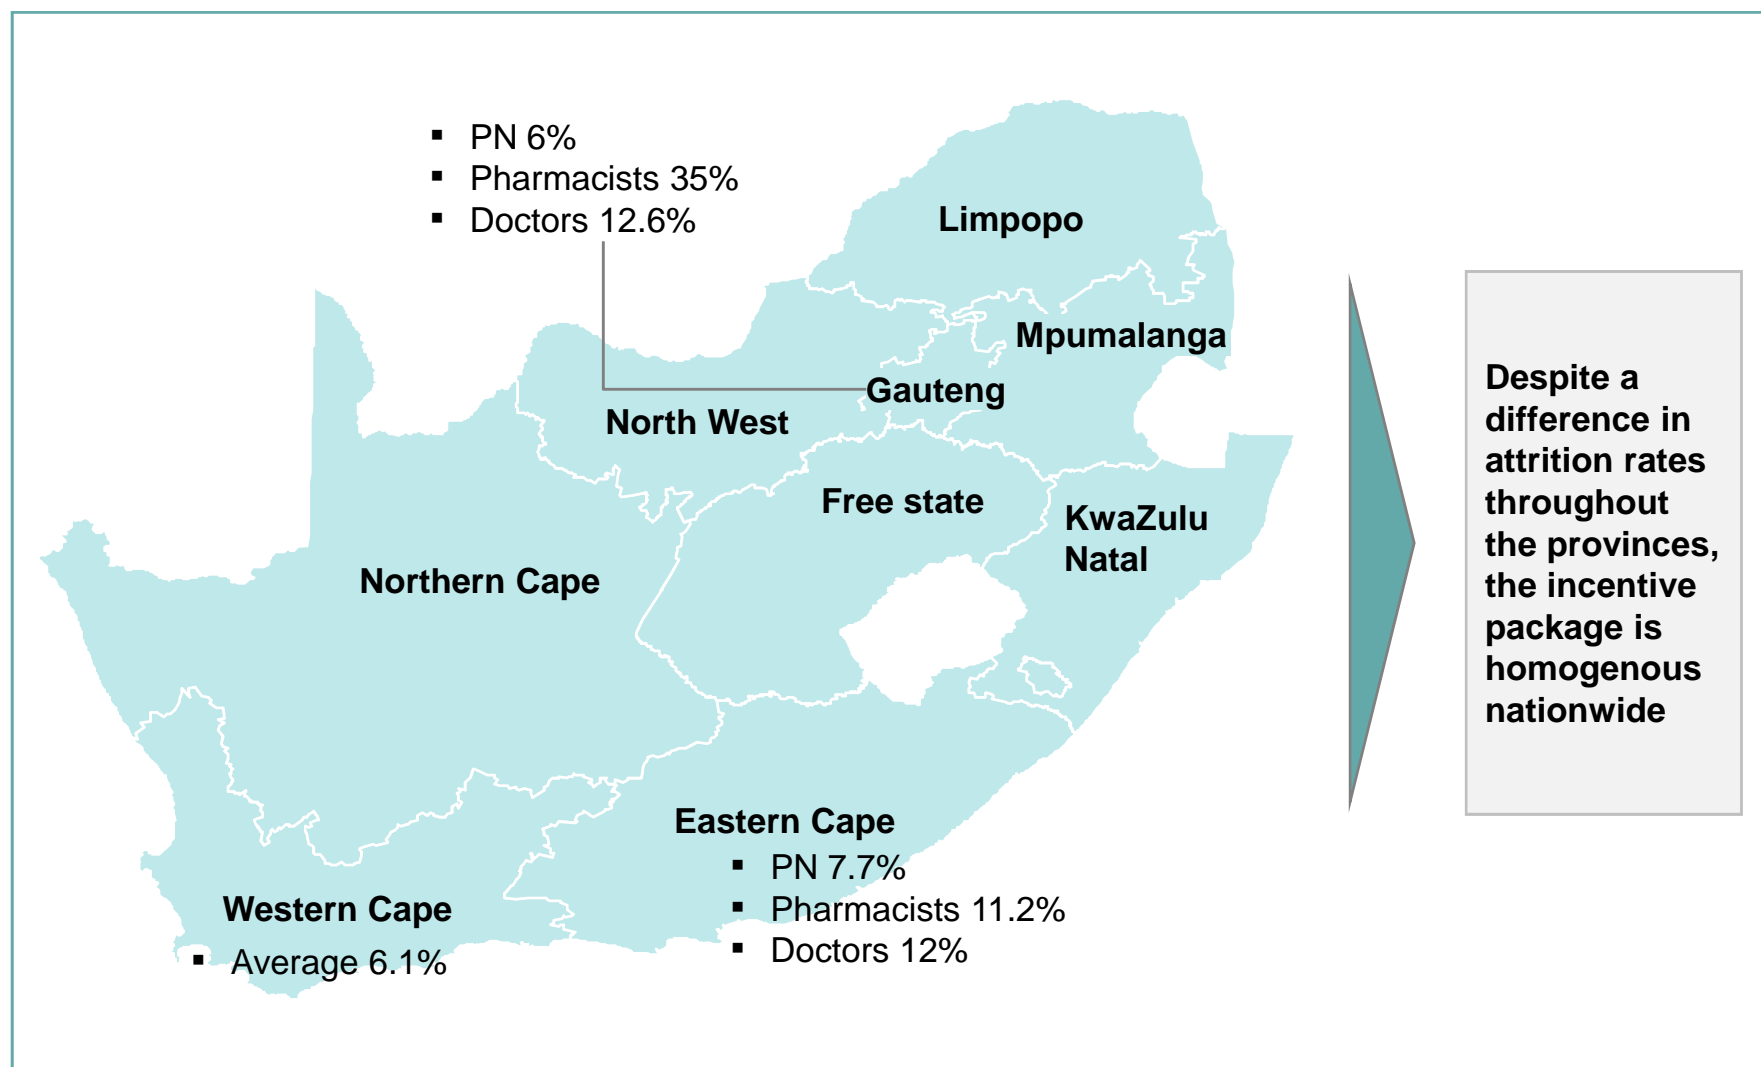 ▪ PN 6%
▪ Pharmacists 35%
▪ Doctors 12.6%
Limpopo
Mpumalanga
Gauteng
North West
Free state
KwaZulu
Natal
Northern Cape
Eastern Cape
▪ PN 7.7%
▪ Pharmacists 11.2%
▪ Doctors 12%
Western Cape
▪ Average 6.1%
Despite a
difference in
attrition rates
throughout
the provinces,
the incentive
package is
homogenous
nationwide